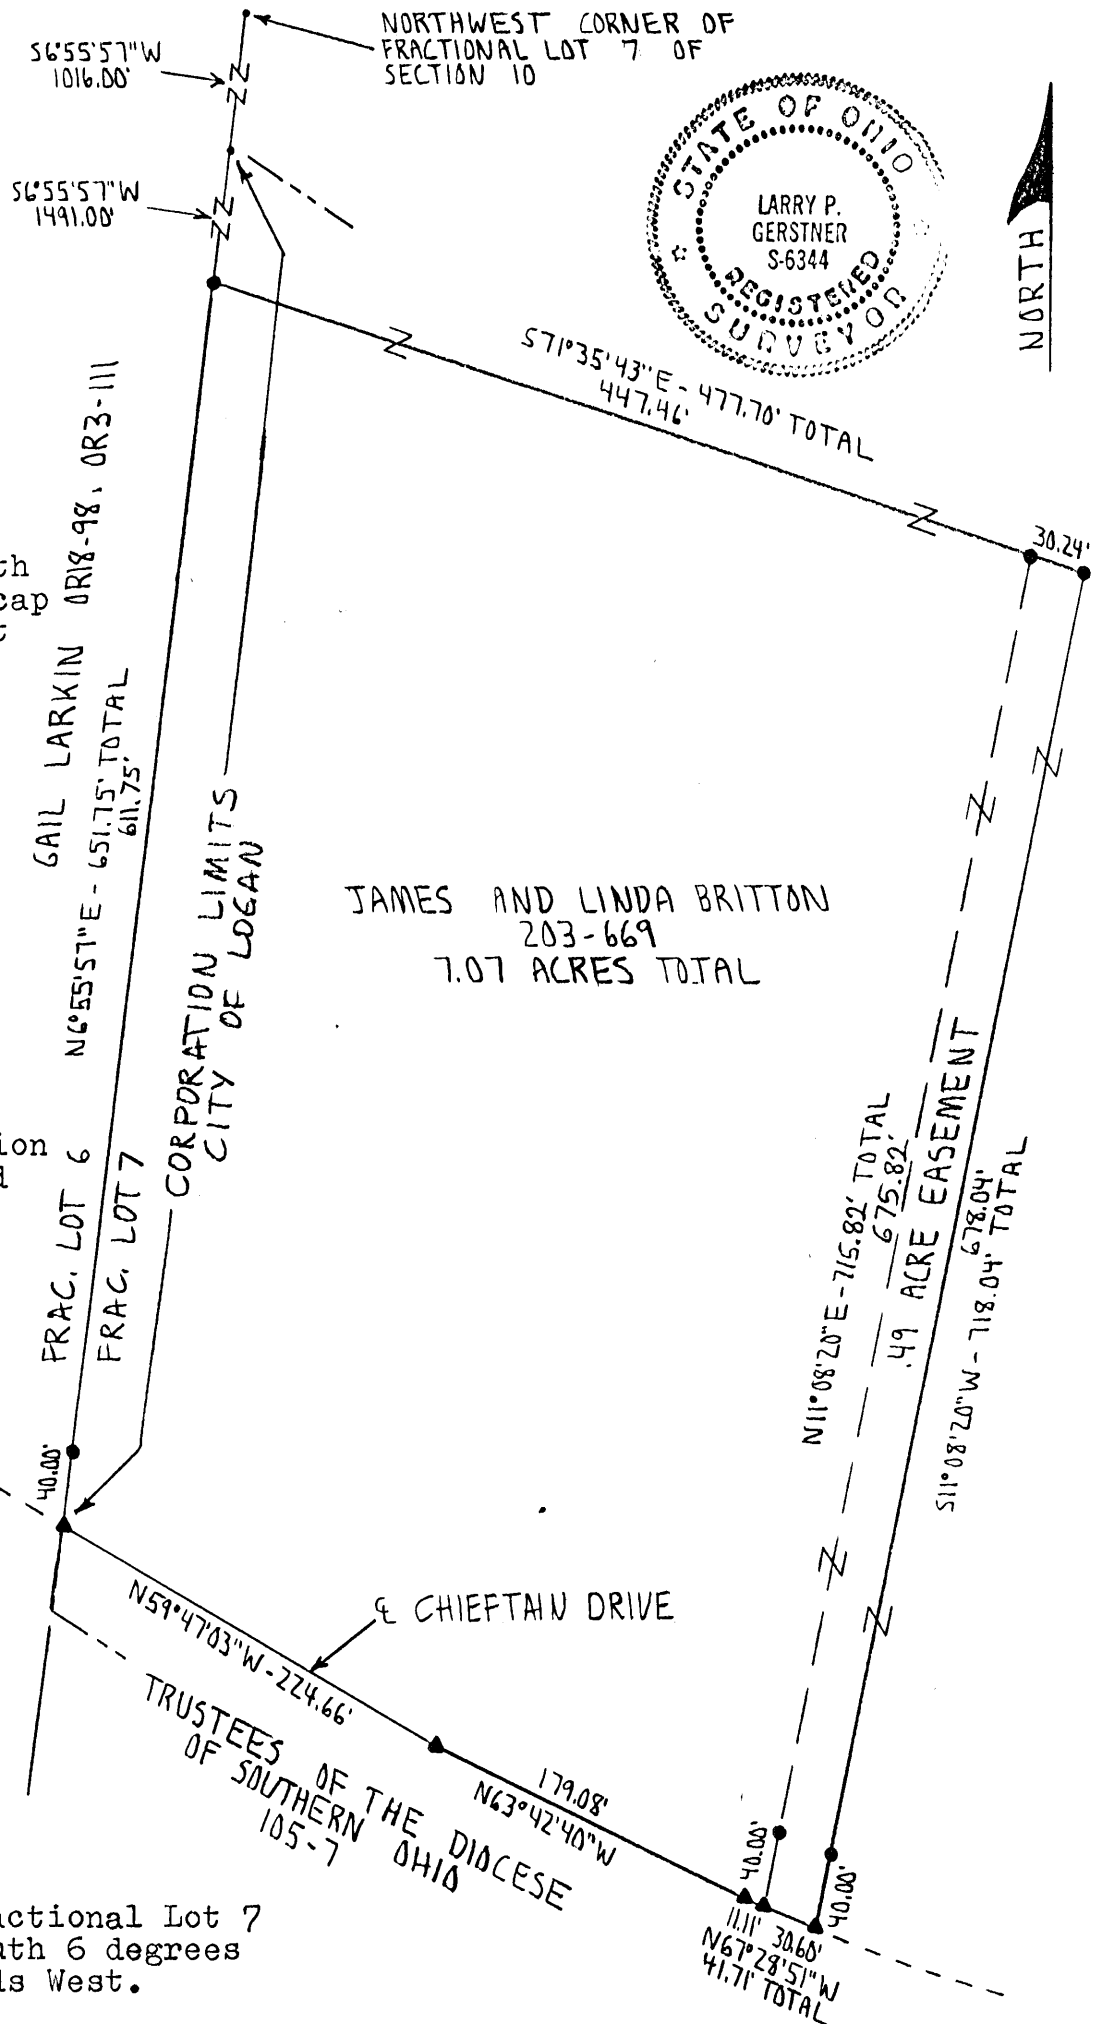 NORTHWEST CORNER OF
FRACTIONAL LOT 7 OF
SECTION 10
S6°55'57"W
1016.00'
S6°55'57"W
1491.00'
STATE OF OHIO
LARRY P.
GERSTNER
S-6344
REGISTERED
SURVEYOR
NORTH
S71°35'43"E - 477.70' TOTAL
447.46'
30.24'
GAIL LARKIN OR18-98, OR3-111
N6°55'57"E - 651.75' TOTAL
611.75'
cap
CORPORATION LIMITS
CITY OF LOGAN
JAMES AND LINDA BRITTON
203-669
7.07 ACRES TOTAL
FRAC. LOT 6
FRAC. LOT 7
N11°08'20"E - 715.82' TOTAL
675.82'
.49 ACRE EASEMENT
678.04'
S11°08'20"W - 718.04' TOTAL
40.00'
℄ CHIEFTAIN DRIVE
N59°47'03"W - 224.66'
TRUSTEES OF THE DIOCESE
OF SOUTHERN OHIO
105-7
179.08'
N63°42'40"W
40.00'
40.00'
11.11' 30.60'
N67°28'51"W
41.71' TOTAL
Lot 7
6 degrees
West.